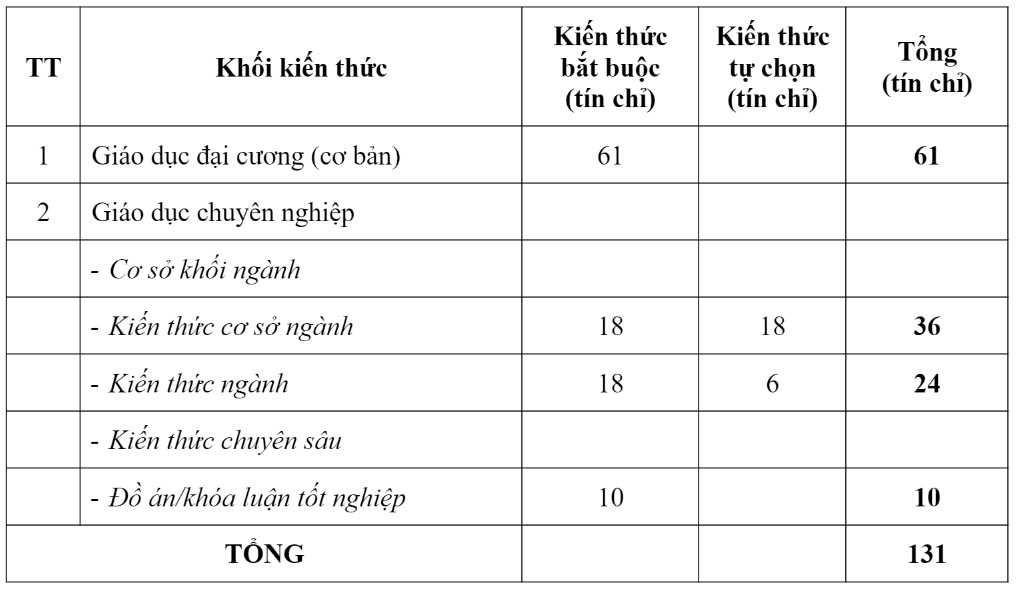 TT Khối kiến thức Kiến thức bắt buộc (tín chỉ) Kiến thức tự chọn (tín chỉ) Tổng (tín chỉ)
1 Giáo dục đại cương (cơ bản) 61 61
2 Giáo dục chuyên nghiệp
- Cơ sở khối ngành
- Kiến thức cơ sở ngành 18 18 36
- Kiến thức ngành 18 6 24
- Kiến thức chuyên sâu
- Đồ án/khóa luận tốt nghiệp 10 10
TỔNG 131